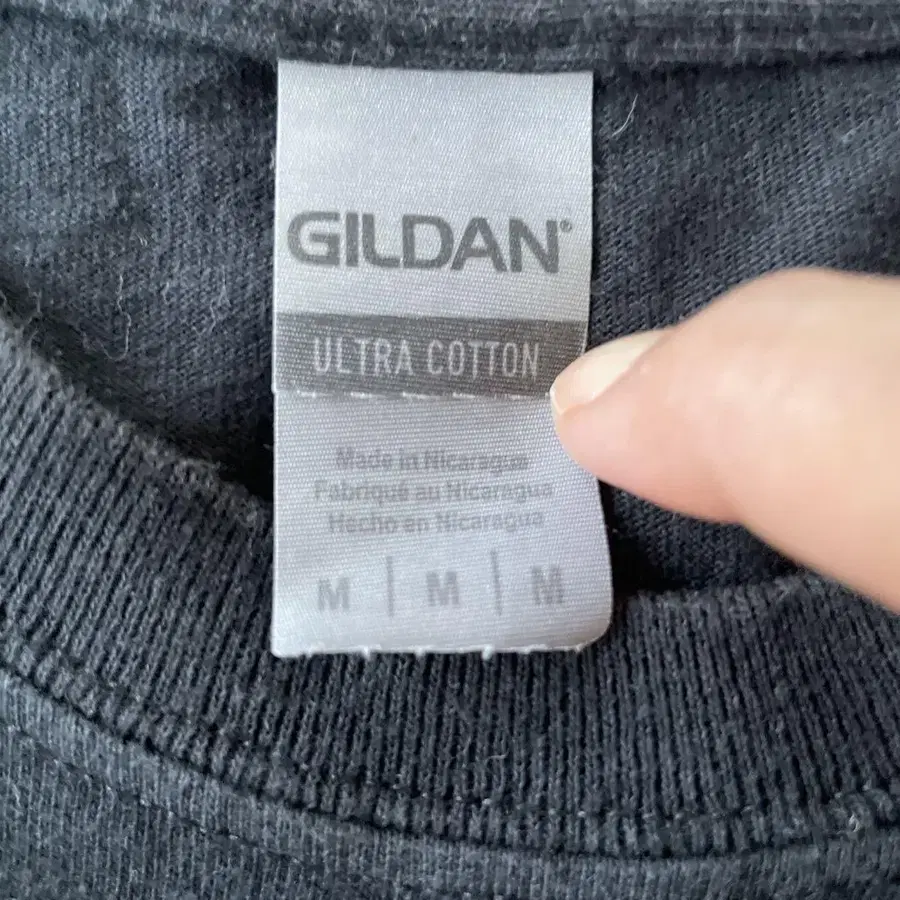 GILDAN®
ULTRA COTTON
Made in Nicaragua
Fabriqué au Nicaragua
Hecho en Nicaragua
M | M | M